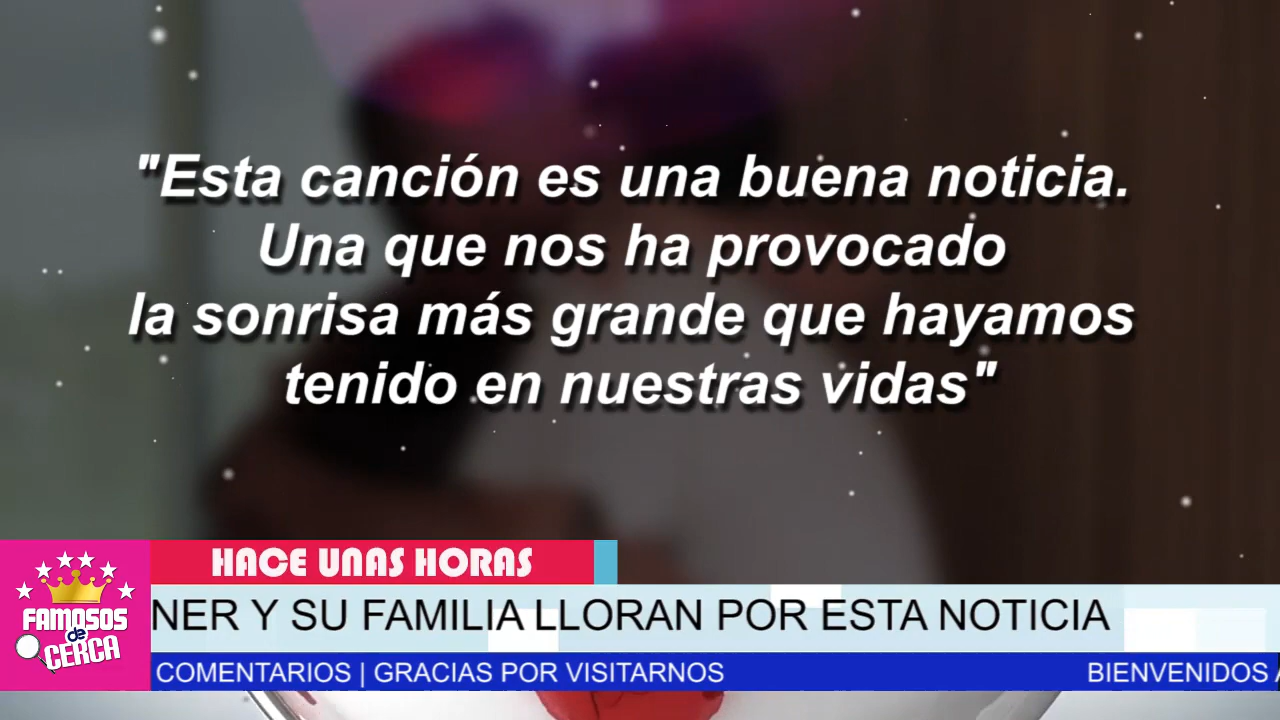 "Esta canción es una buena noticia.
Una que nos ha provocado
la sonrisa más grande que hayamos
tenido en nuestras vidas"
HACE UNAS HORAS
FAMOSOS
de
CERCA
NER Y SU FAMILIA LLORAN POR ESTA NOTICIA
COMENTARIOS | GRACIAS POR VISITARNOS
BIENVENIDOS A